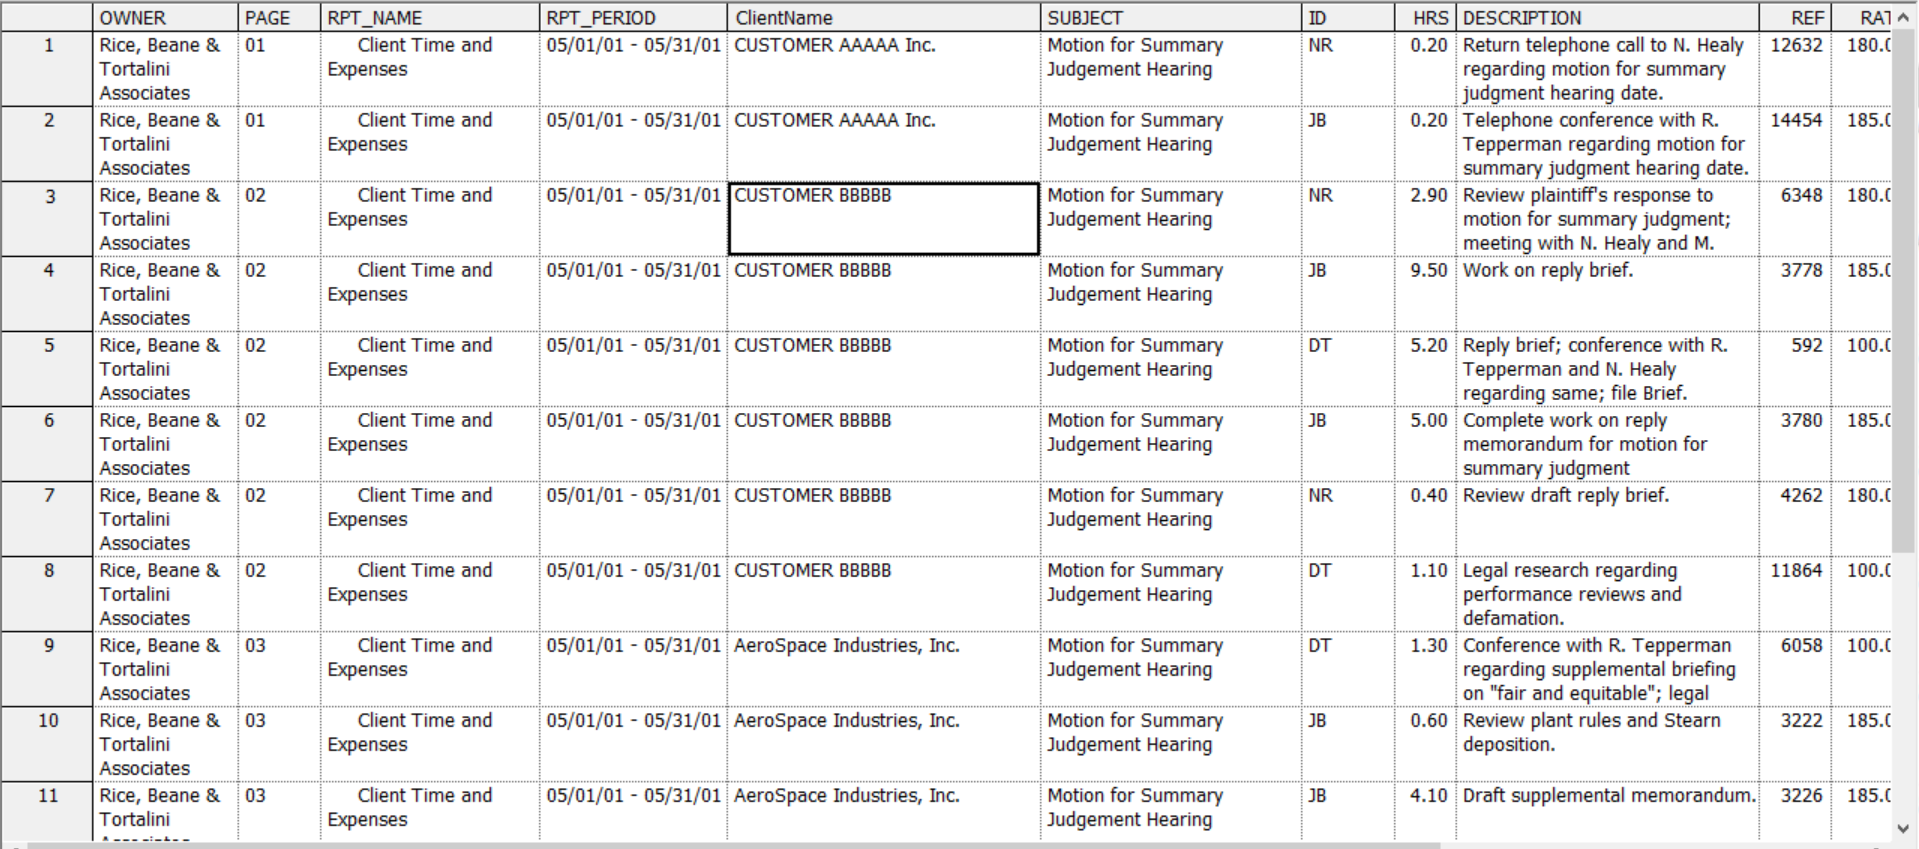 OWNER PAGE RPT_NAME RPT_PERIOD ClientName SUBJECT ID HRS DESCRIPTION REF RAT
1 Rice, Beane & 01 Client Time and 05/01/01 - 05/31/01 CUSTOMER AAAAA Inc. Motion for Summary NR 0.20 Return telephone call to N. Healy 12632 180.0
Tortalini Expenses Judgement Hearing regarding motion for summary
Associates judgment hearing date.
2 Rice, Beane & 01 Client Time and 05/01/01 - 05/31/01 CUSTOMER AAAAA Inc. Motion for Summary JB 0.20 Telephone conference with R. 14454 185.0
Tortalini Expenses Judgement Hearing Tepperman regarding motion for
Associates summary judgment hearing date.
3 Rice, Beane & 02 Client Time and 05/01/01 - 05/31/01 CUSTOMER BBBBB Motion for Summary NR 2.90 Review plaintiff's response to 6348 180.0
Tortalini Expenses Judgement Hearing motion for summary judgment;
Associates meeting with N. Healy and M.
4 Rice, Beane & 02 Client Time and 05/01/01 - 05/31/01 CUSTOMER BBBBB Motion for Summary JB 9.50 Work on reply brief. 3778 185.0
Tortalini Expenses Judgement Hearing
Associates
5 Rice, Beane & 02 Client Time and 05/01/01 - 05/31/01 CUSTOMER BBBBB Motion for Summary DT 5.20 Reply brief; conference with R. 592 100.0
Tortalini Expenses Judgement Hearing Tepperman and N. Healy
Associates regarding same; file Brief.
6 Rice, Beane & 02 Client Time and 05/01/01 - 05/31/01 CUSTOMER BBBBB Motion for Summary JB 5.00 Complete work on reply 3780 185.0
Tortalini Expenses Judgement Hearing memorandum for motion for
Associates summary judgment
7 Rice, Beane & 02 Client Time and 05/01/01 - 05/31/01 CUSTOMER BBBBB Motion for Summary NR 0.40 Review draft reply brief. 4262 180.0
Tortalini Expenses Judgement Hearing
Associates
8 Rice, Beane & 02 Client Time and 05/01/01 - 05/31/01 CUSTOMER BBBBB Motion for Summary DT 1.10 Legal research regarding 11864 100.0
Tortalini Expenses Judgement Hearing performance reviews and
Associates defamation.
9 Rice, Beane & 03 Client Time and 05/01/01 - 05/31/01 AeroSpace Industries, Inc. Motion for Summary DT 1.30 Conference with R. Tepperman 6058 100.0
Tortalini Expenses Judgement Hearing regarding supplemental briefing
Associates on "fair and equitable"; legal
10 Rice, Beane & 03 Client Time and 05/01/01 - 05/31/01 AeroSpace Industries, Inc. Motion for Summary JB 0.60 Review plant rules and Stearn 3222 185.0
Tortalini Expenses Judgement Hearing deposition.
Associates
11 Rice, Beane & 03 Client Time and 05/01/01 - 05/31/01 AeroSpace Industries, Inc. Motion for Summary JB 4.10 Draft supplemental memorandum. 3226 185.0
Tortalini Expenses Judgement Hearing